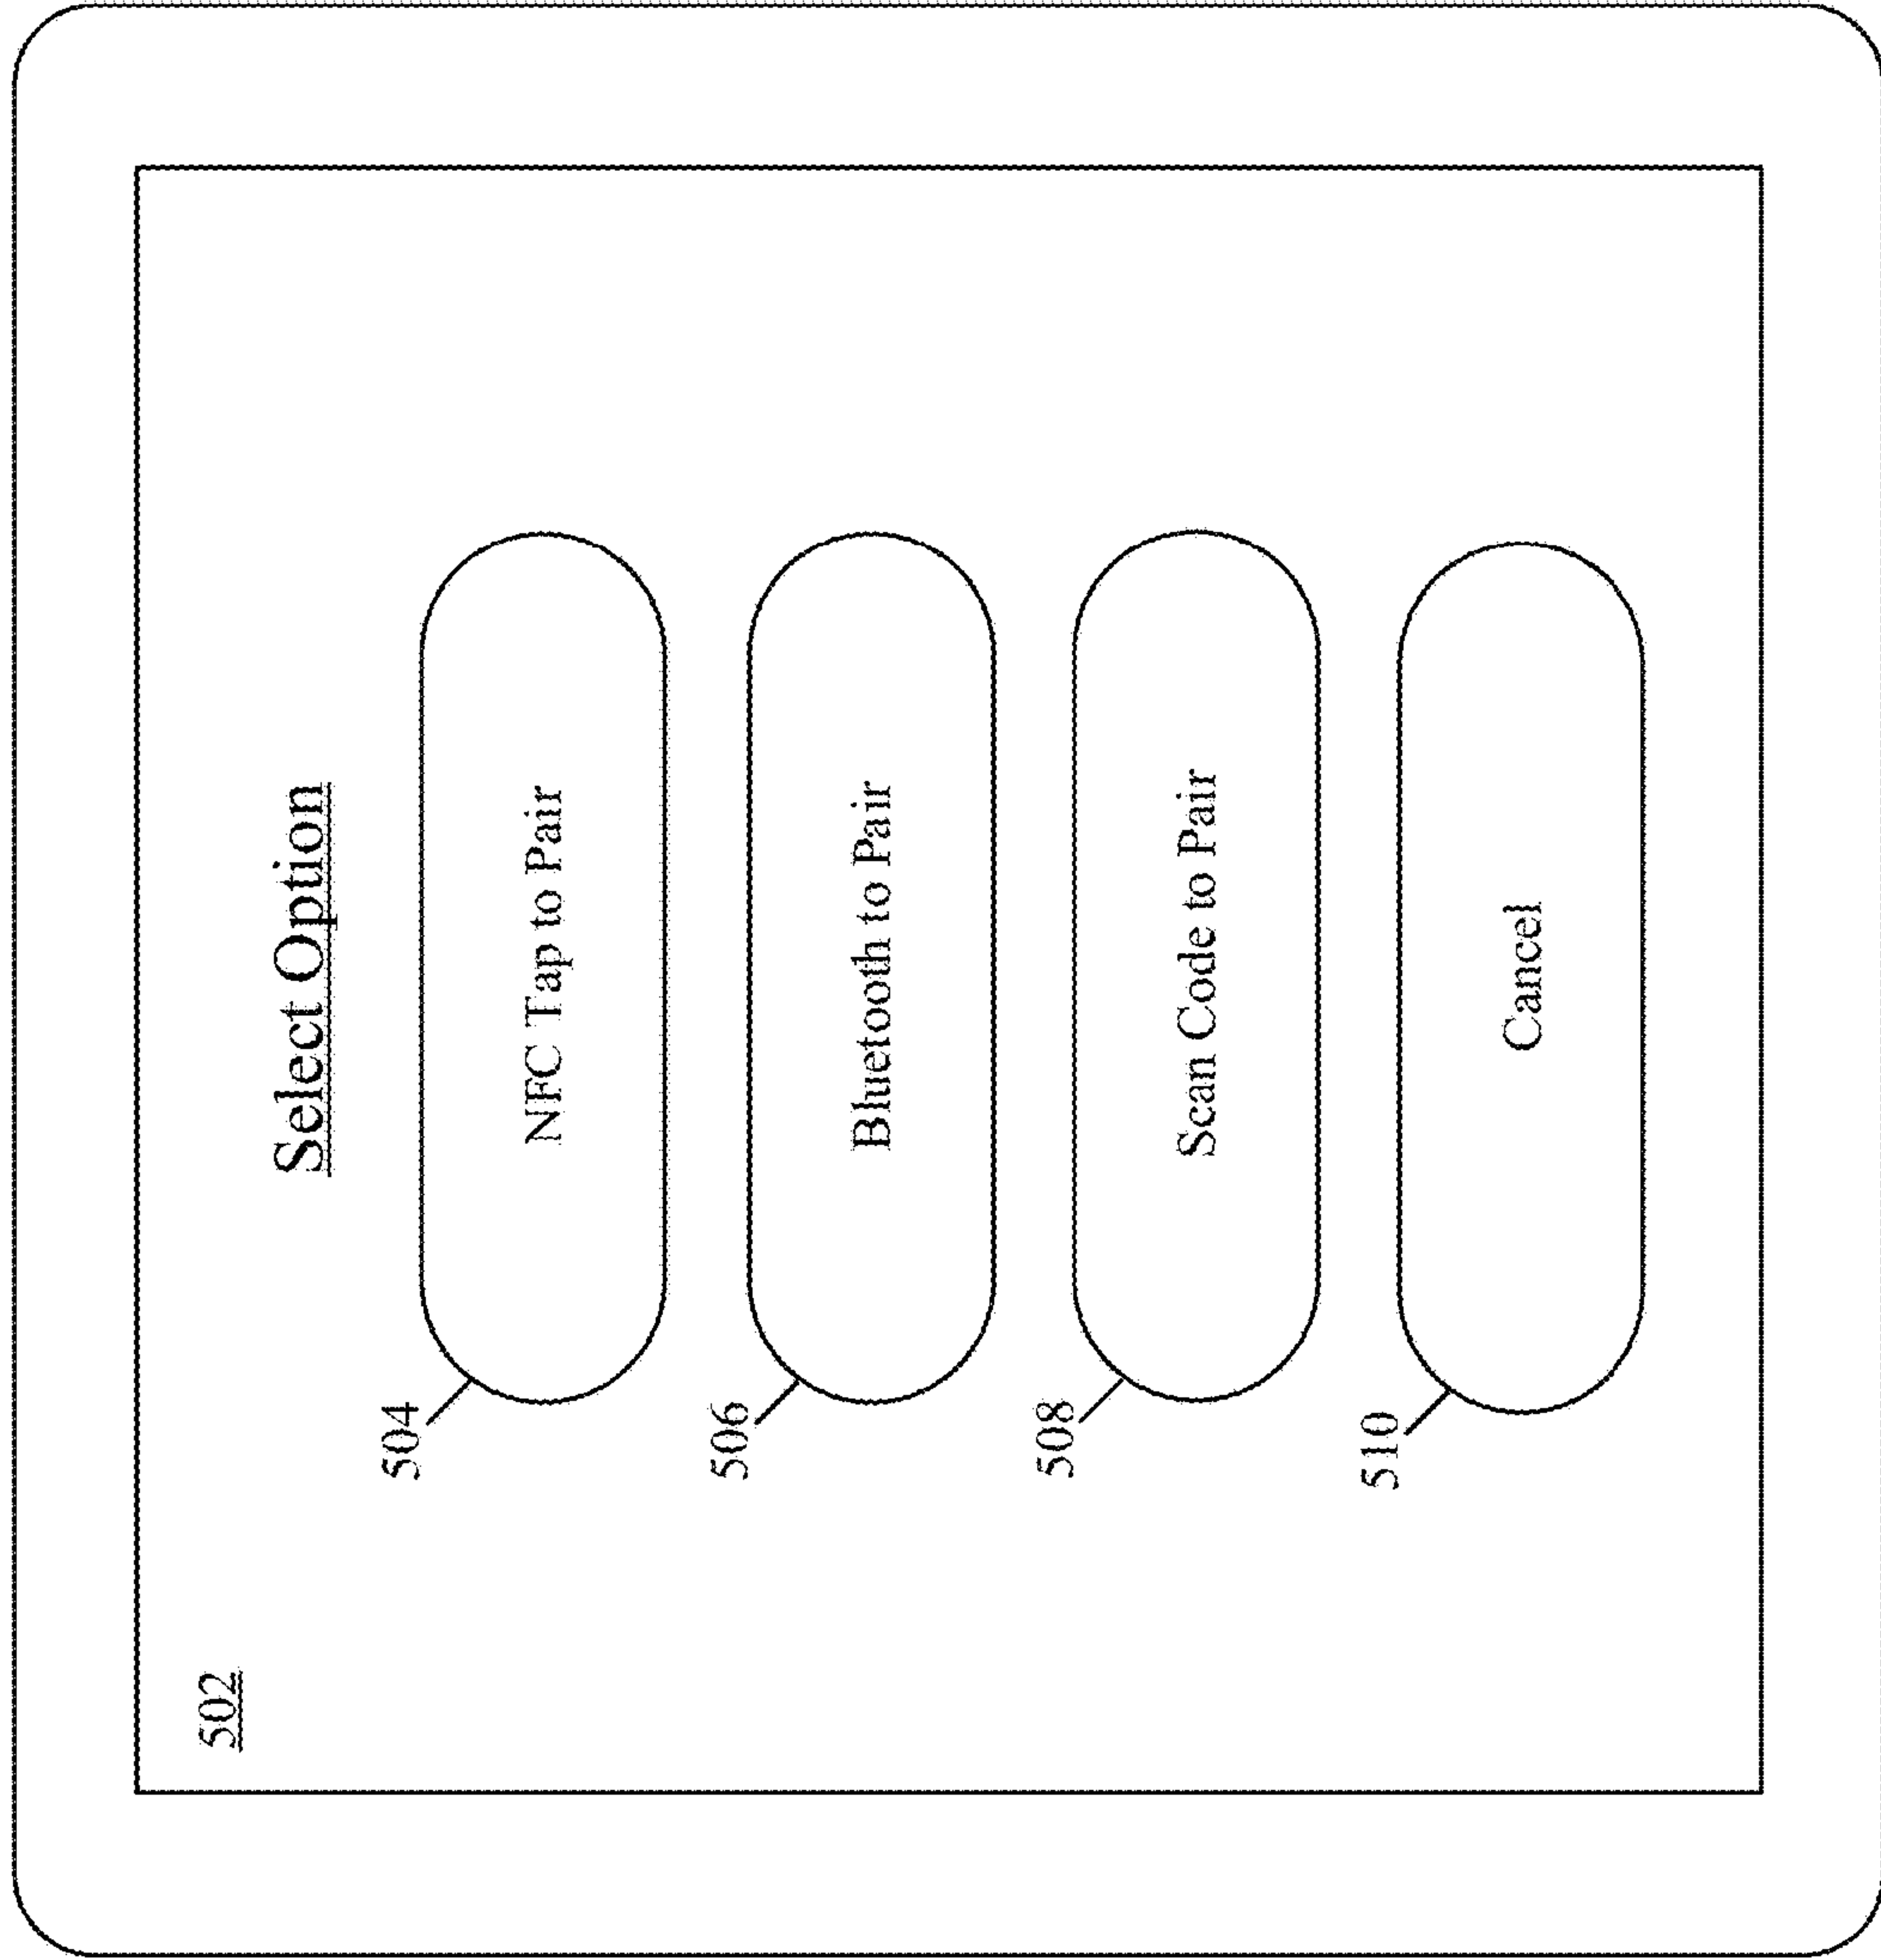 502
Select Option
504
NFC Tap to Pair
506
Bluetooth to Pair
508
Scan Code to Pair
510
Cancel